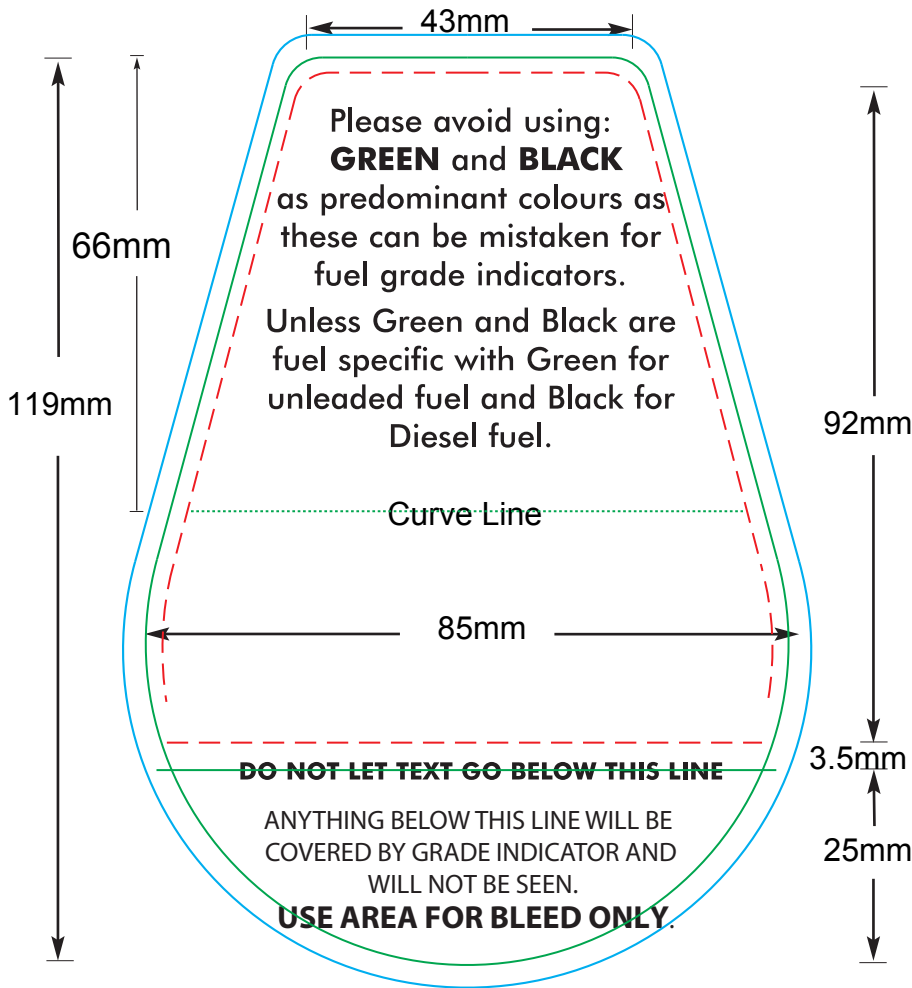 43mm
Please avoid using:
GREEN and BLACK
as predominant colours as
these can be mistaken for
fuel grade indicators.
66mm
Unless Green and Black are
fuel specific with Green for
unleaded fuel and Black for
Diesel fuel.
119mm
92mm
Curve Line
85mm
3.5mm
DO NOT LET TEXT GO BELOW THIS LINE
ANYTHING BELOW THIS LINE WILL BE
COVERED BY GRADE INDICATOR AND
WILL NOT BE SEEN.
25mm
USE AREA FOR BLEED ONLY.